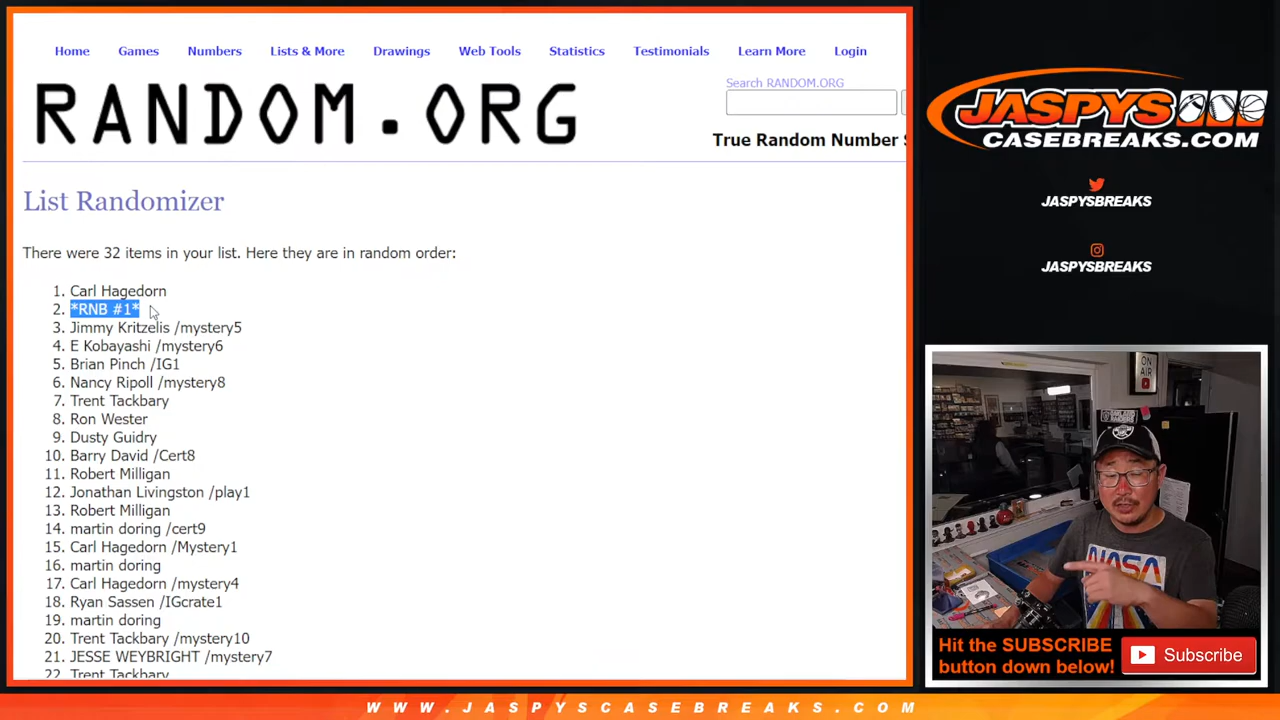 Home Games Numbers Lists & More Drawings Web Tools Statistics Testimonials Learn More Login
Search RANDOM.ORG
RANDOM.ORG
True Random Number S
List Randomizer
There were 32 items in your list. Here they are in random order:
1. Carl Hagedorn
2. *RNB #1*
3. Jimmy Kritzelis /mystery5
4. E Kobayashi /mystery6
5. Brian Pinch /IG1
6. Nancy Ripoll /mystery8
7. Trent Tackbary
8. Ron Wester
9. Dusty Guidry
10. Barry David /Cert8
11. Robert Milligan
12. Jonathan Livingston /play1
13. Robert Milligan
14. martin doring /cert9
15. Carl Hagedorn /Mystery1
16. martin doring
17. Carl Hagedorn /mystery4
18. Ryan Sassen /IGcrate1
19. martin doring
20. Trent Tackbary /mystery10
21. JESSE WEYBRIGHT /mystery7
22. Trent Tackbary
JASPYS
CASEBREAKS.COM
JASPYSBREAKS
JASPYSBREAKS
ON AIR
NASA
Hit the SUBSCRIBE
button down below!
Subscribe
WWW.JASPYSCASEBREAKS.COM